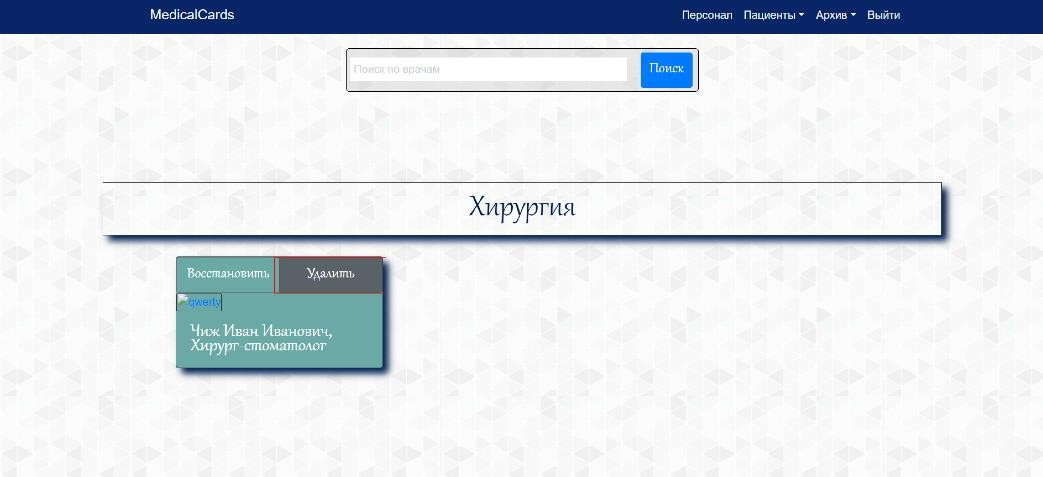 MedicalCards
Персонал Пациенты Архив Выйти
Поиск по врачам
Поиск
Хирургия
Восстановить
Удалить
qwerty
Чиж Иван Иванович,
Хирург-стоматолог